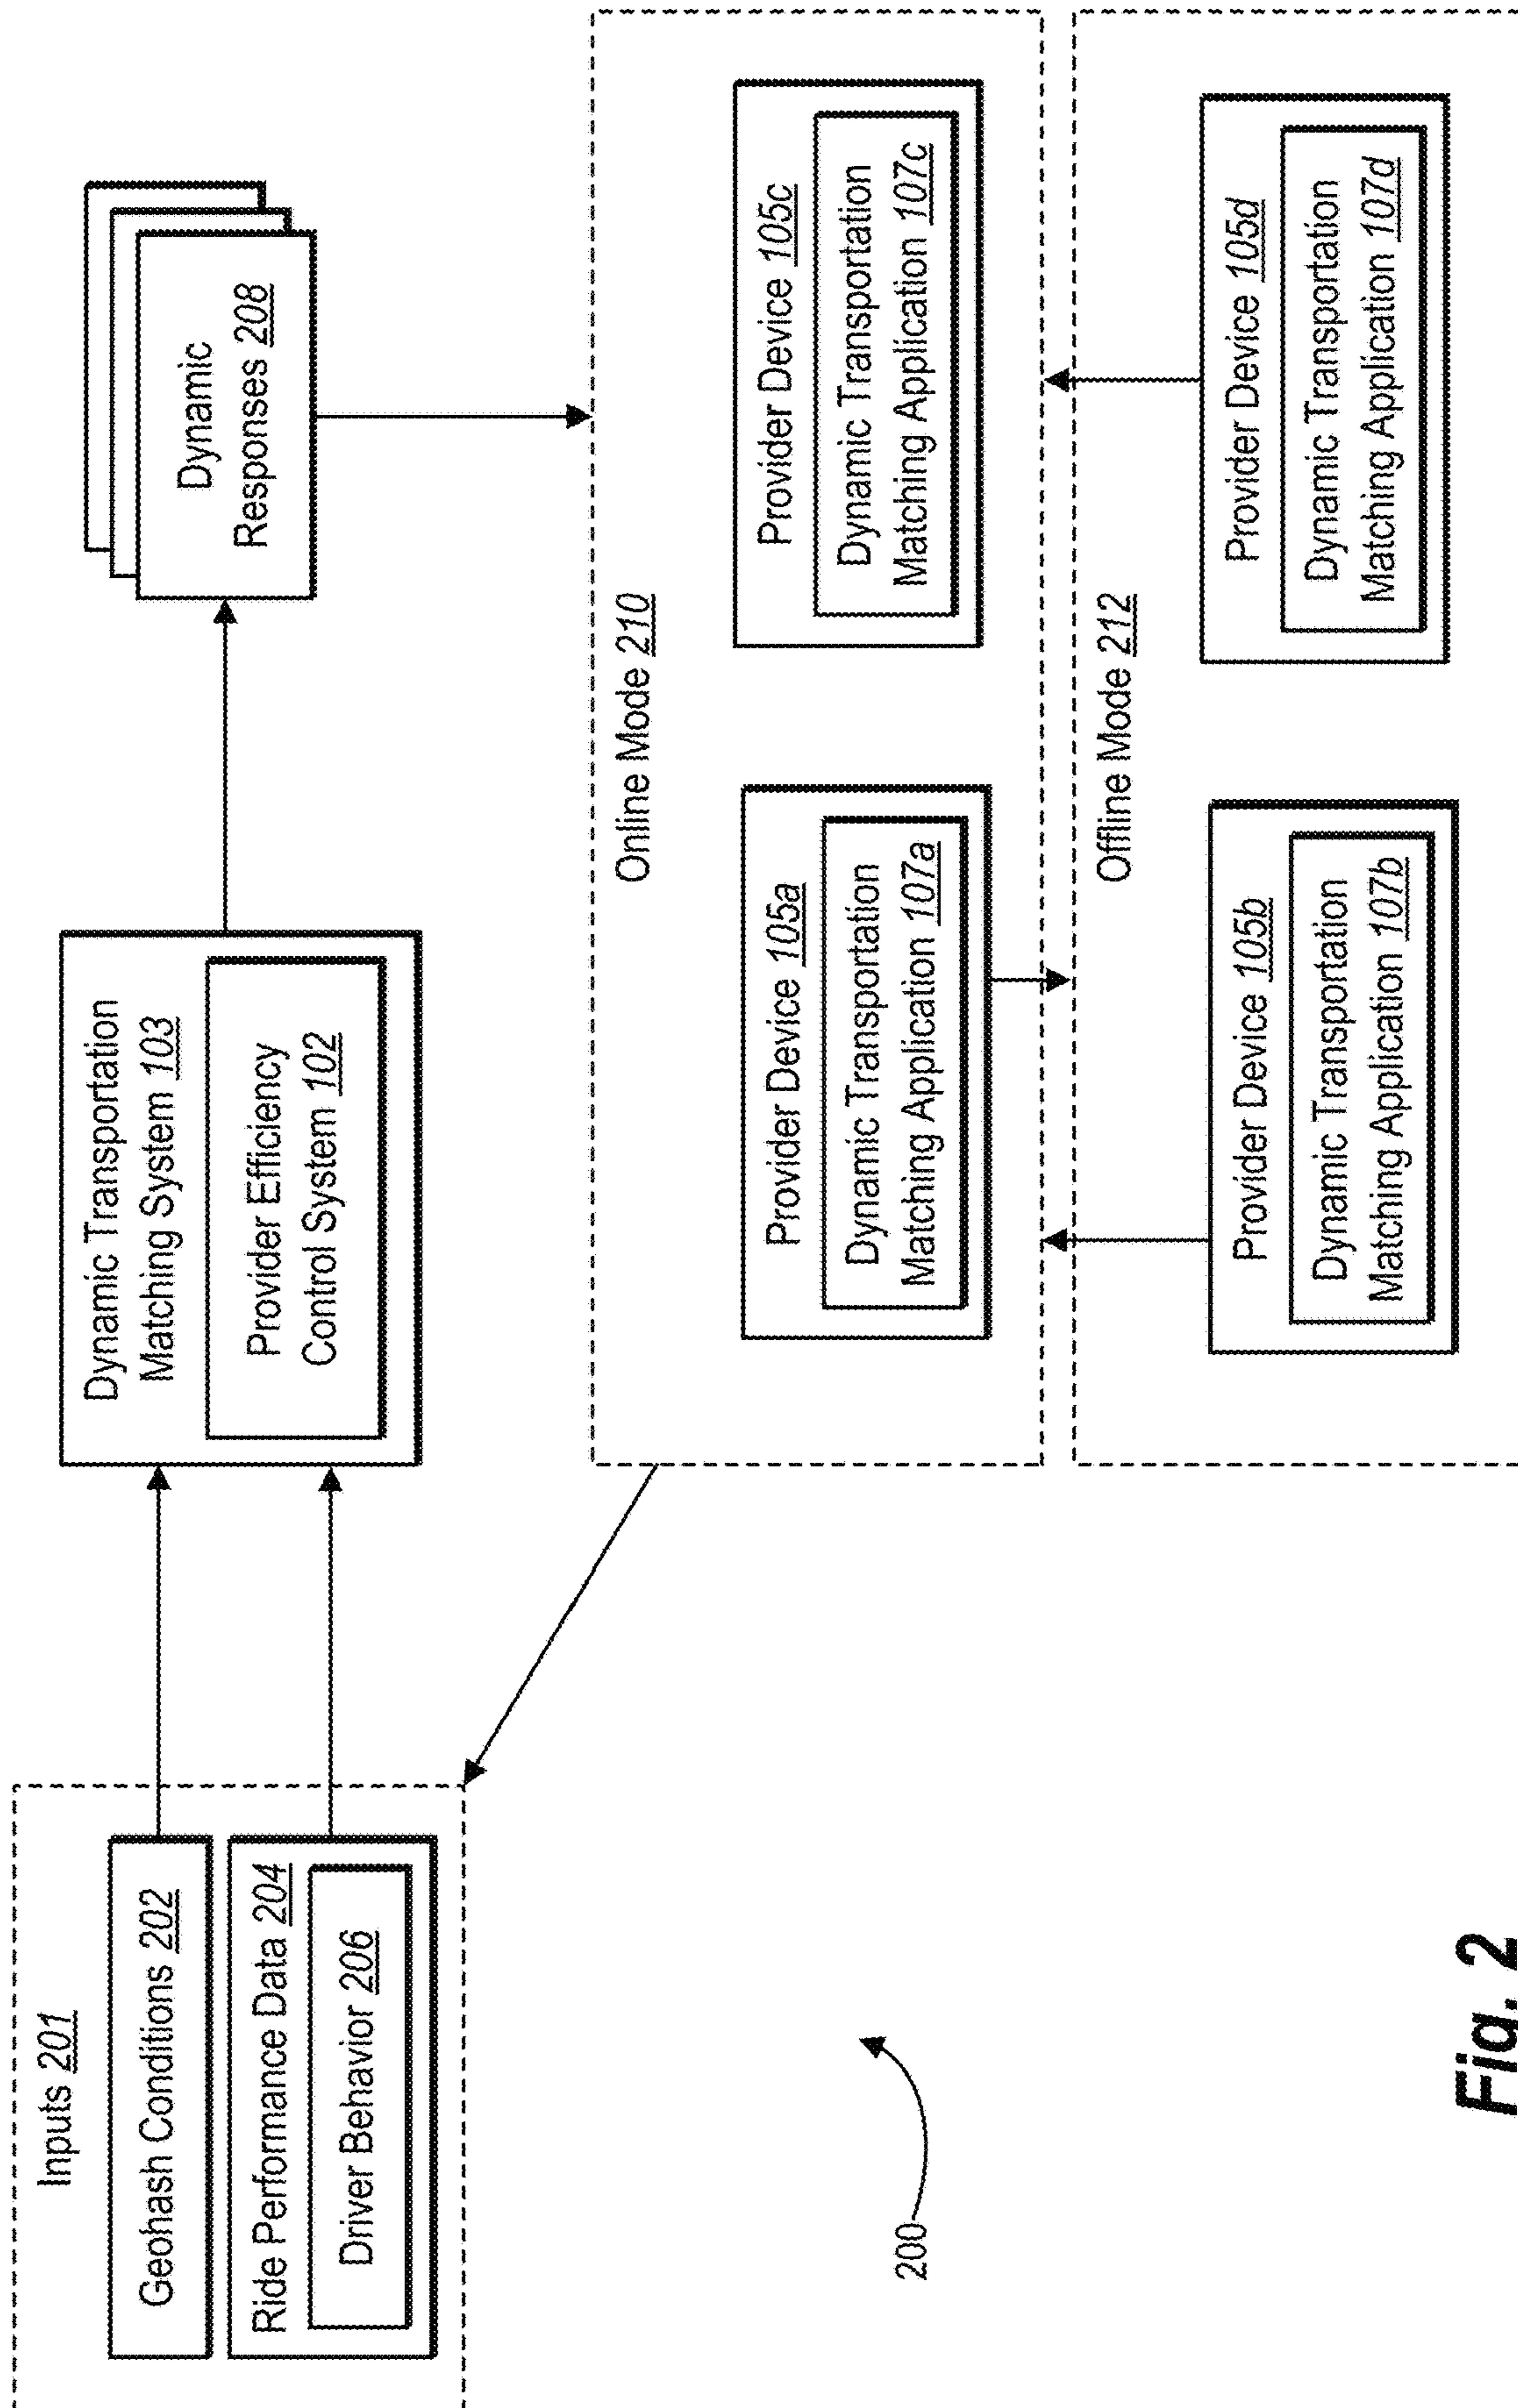 Inputs 201
Geohash Conditions 202
Ride Performance Data 204
Driver Behavior 206
Dynamic Transportation
Matching System 103
Provider Efficiency
Control System 102
Dynamic
Responses 208
Online Mode 210
Provider Device 105a
Dynamic Transportation
Matching Application 107a
Provider Device 105c
Dynamic Transportation
Matching Application 107c
Offline Mode 212
Provider Device 105b
Dynamic Transportation
Matching Application 107b
Provider Device 105d
Dynamic Transportation
Matching Application 107d
200
Fig. 2